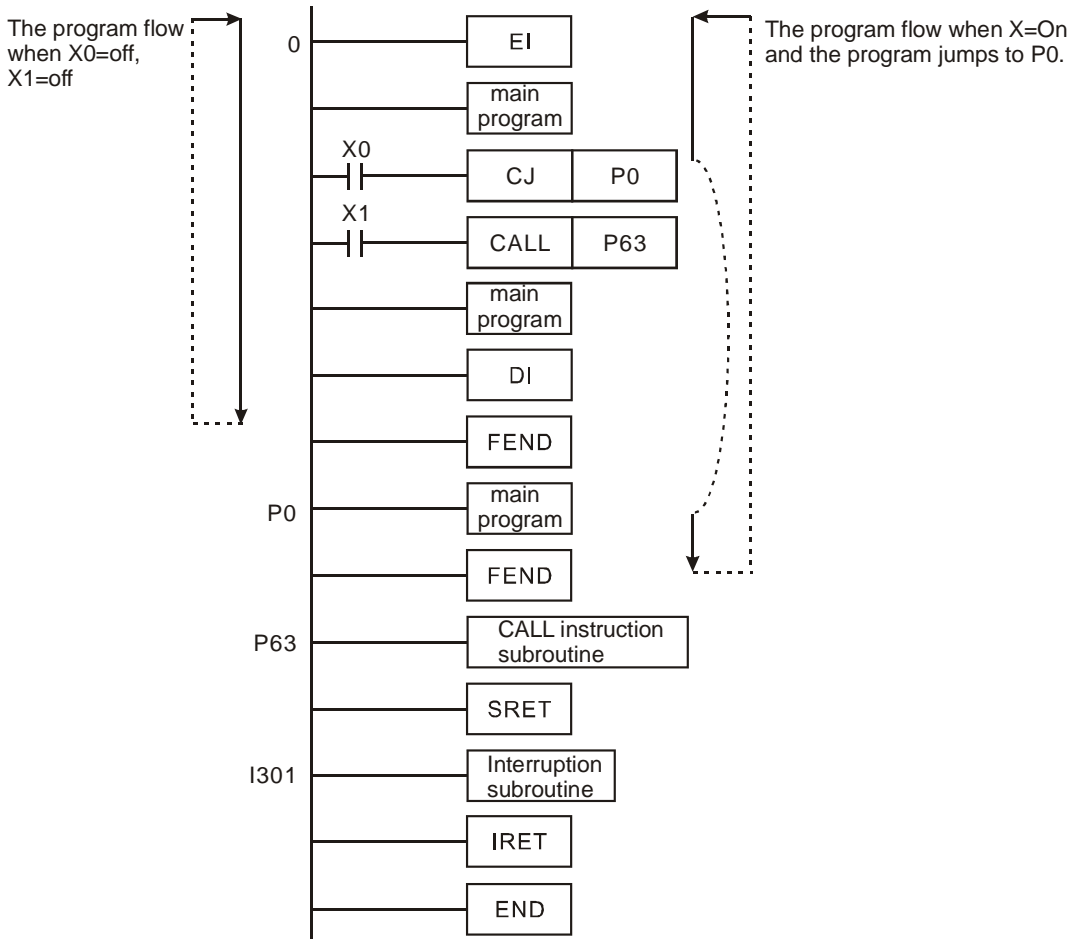 The program flow
when X0=off,
X1=off
The program flow when X=On
and the program jumps to P0.
0
EI
main
program
X0
CJ P0
X1
CALL P63
main
program
DI
FEND
P0
main
program
FEND
P63
CALL instruction
subroutine
SRET
I301
Interruption
subroutine
IRET
END